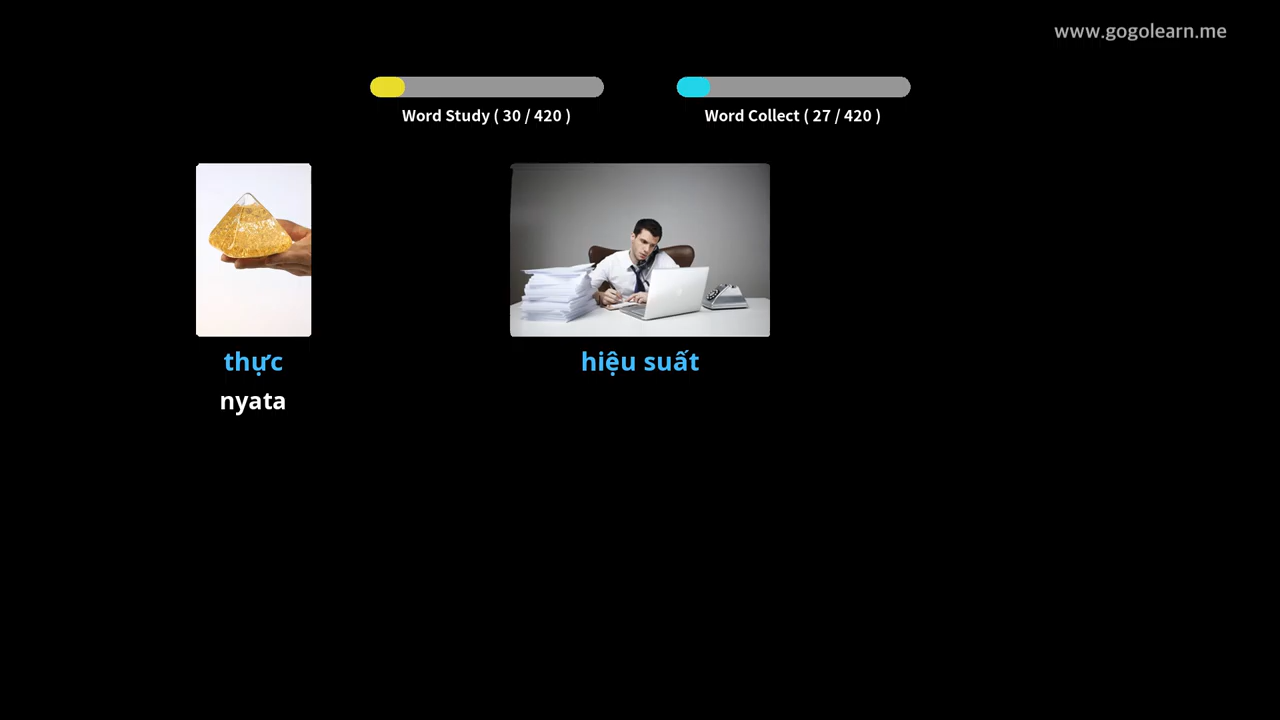 www.gogolearn.me
Word Study ( 30 / 420 )
Word Collect ( 27 / 420 )
thực
nyata
hiệu suất